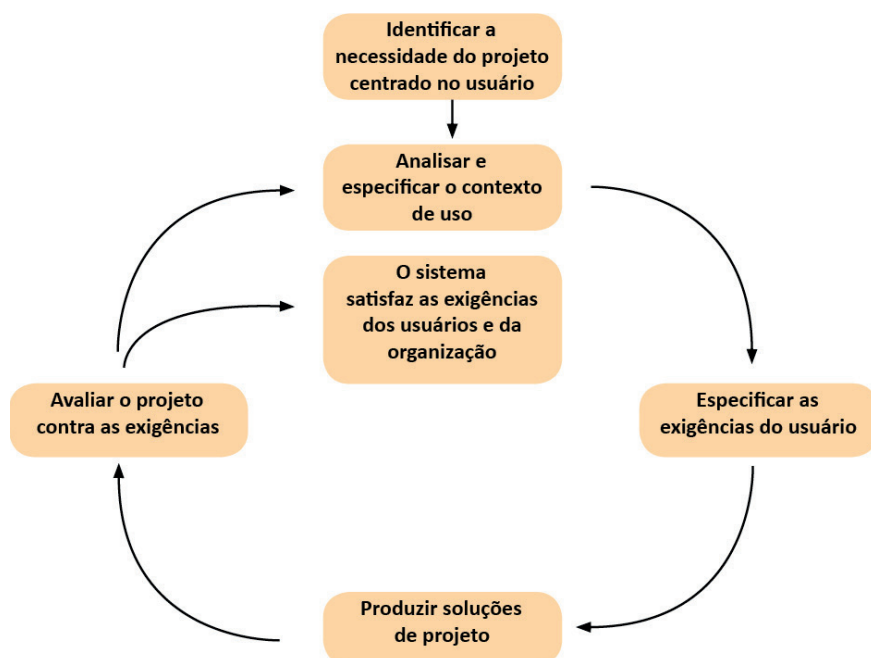 Identificar a
necessidade do projeto
centrado no usuário
Analisar e
especificar o contexto
de uso
O sistema
satisfaz as exigências
dos usuários e da
organização
Avaliar o projeto
contra as exigências
Especificar as
exigências do usuário
Produzir soluções
de projeto